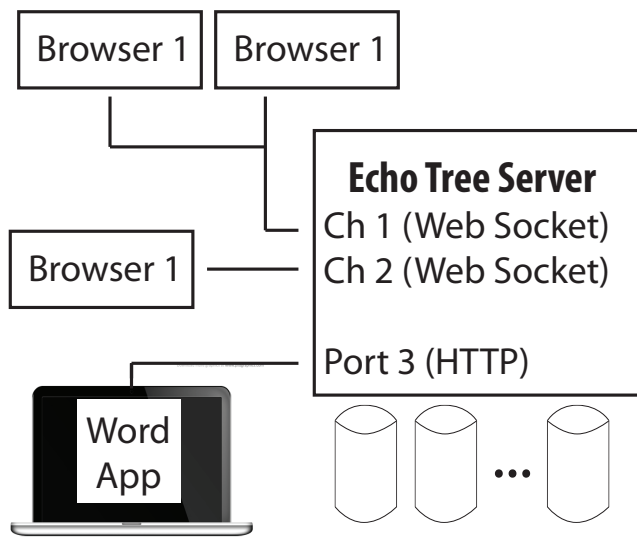 Browser 1
Browser 1
Echo Tree Server
Ch 1 (Web Socket)
Browser 1
Ch 2 (Web Socket)
Port 3 (HTTP)
Word
App